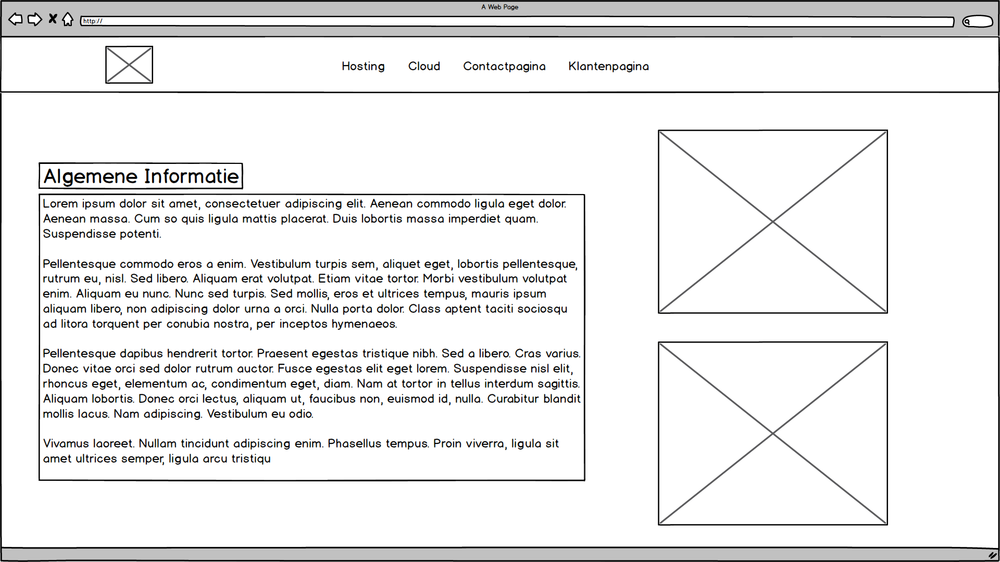 A Web Page
http://
Hosting Cloud Contactpagina Klantenpagina
Algemene Informatie
Lorem ipsum dolor sit amet, consectetuer adipiscing elit. Aenean commodo ligula eget dolor.
Aenean massa. Cum so quis ligula mattis placerat. Duis lobortis massa imperdiet quam.
Suspendisse potenti.
Pellentesque commodo eros a enim. Vestibulum turpis sem, aliquet eget, lobortis pellentesque,
rutrum eu, nisl. Sed libero. Aliquam erat volutpat. Etiam vitae tortor. Morbi vestibulum volutpat
enim. Aliquam eu nunc. Nunc sed turpis. Sed mollis, eros et ultrices tempus, mauris ipsum
aliquam libero, non adipiscing dolor urna a orci. Nulla porta dolor. Class aptent taciti sociosqu
ad litora torquent per conubia nostra, per inceptos hymenaeos.
Pellentesque dapibus hendrerit tortor. Praesent egestas tristique nibh. Sed a libero. Cras varius.
Donec vitae orci sed dolor rutrum auctor. Fusce egestas elit eget lorem. Suspendisse nisl elit,
rhoncus eget, elementum ac, condimentum eget, diam. Nam at tortor in tellus interdum sagittis.
Aliquam lobortis. Donec orci lectus, aliquam ut, faucibus non, euismod id, nulla. Curabitur blandit
mollis lacus. Nam adipiscing. Vestibulum eu odio.
Vivamus laoreet. Nullam tincidunt adipiscing enim. Phasellus tempus. Proin viverra, ligula sit
amet ultrices semper, ligula arcu tristiqu